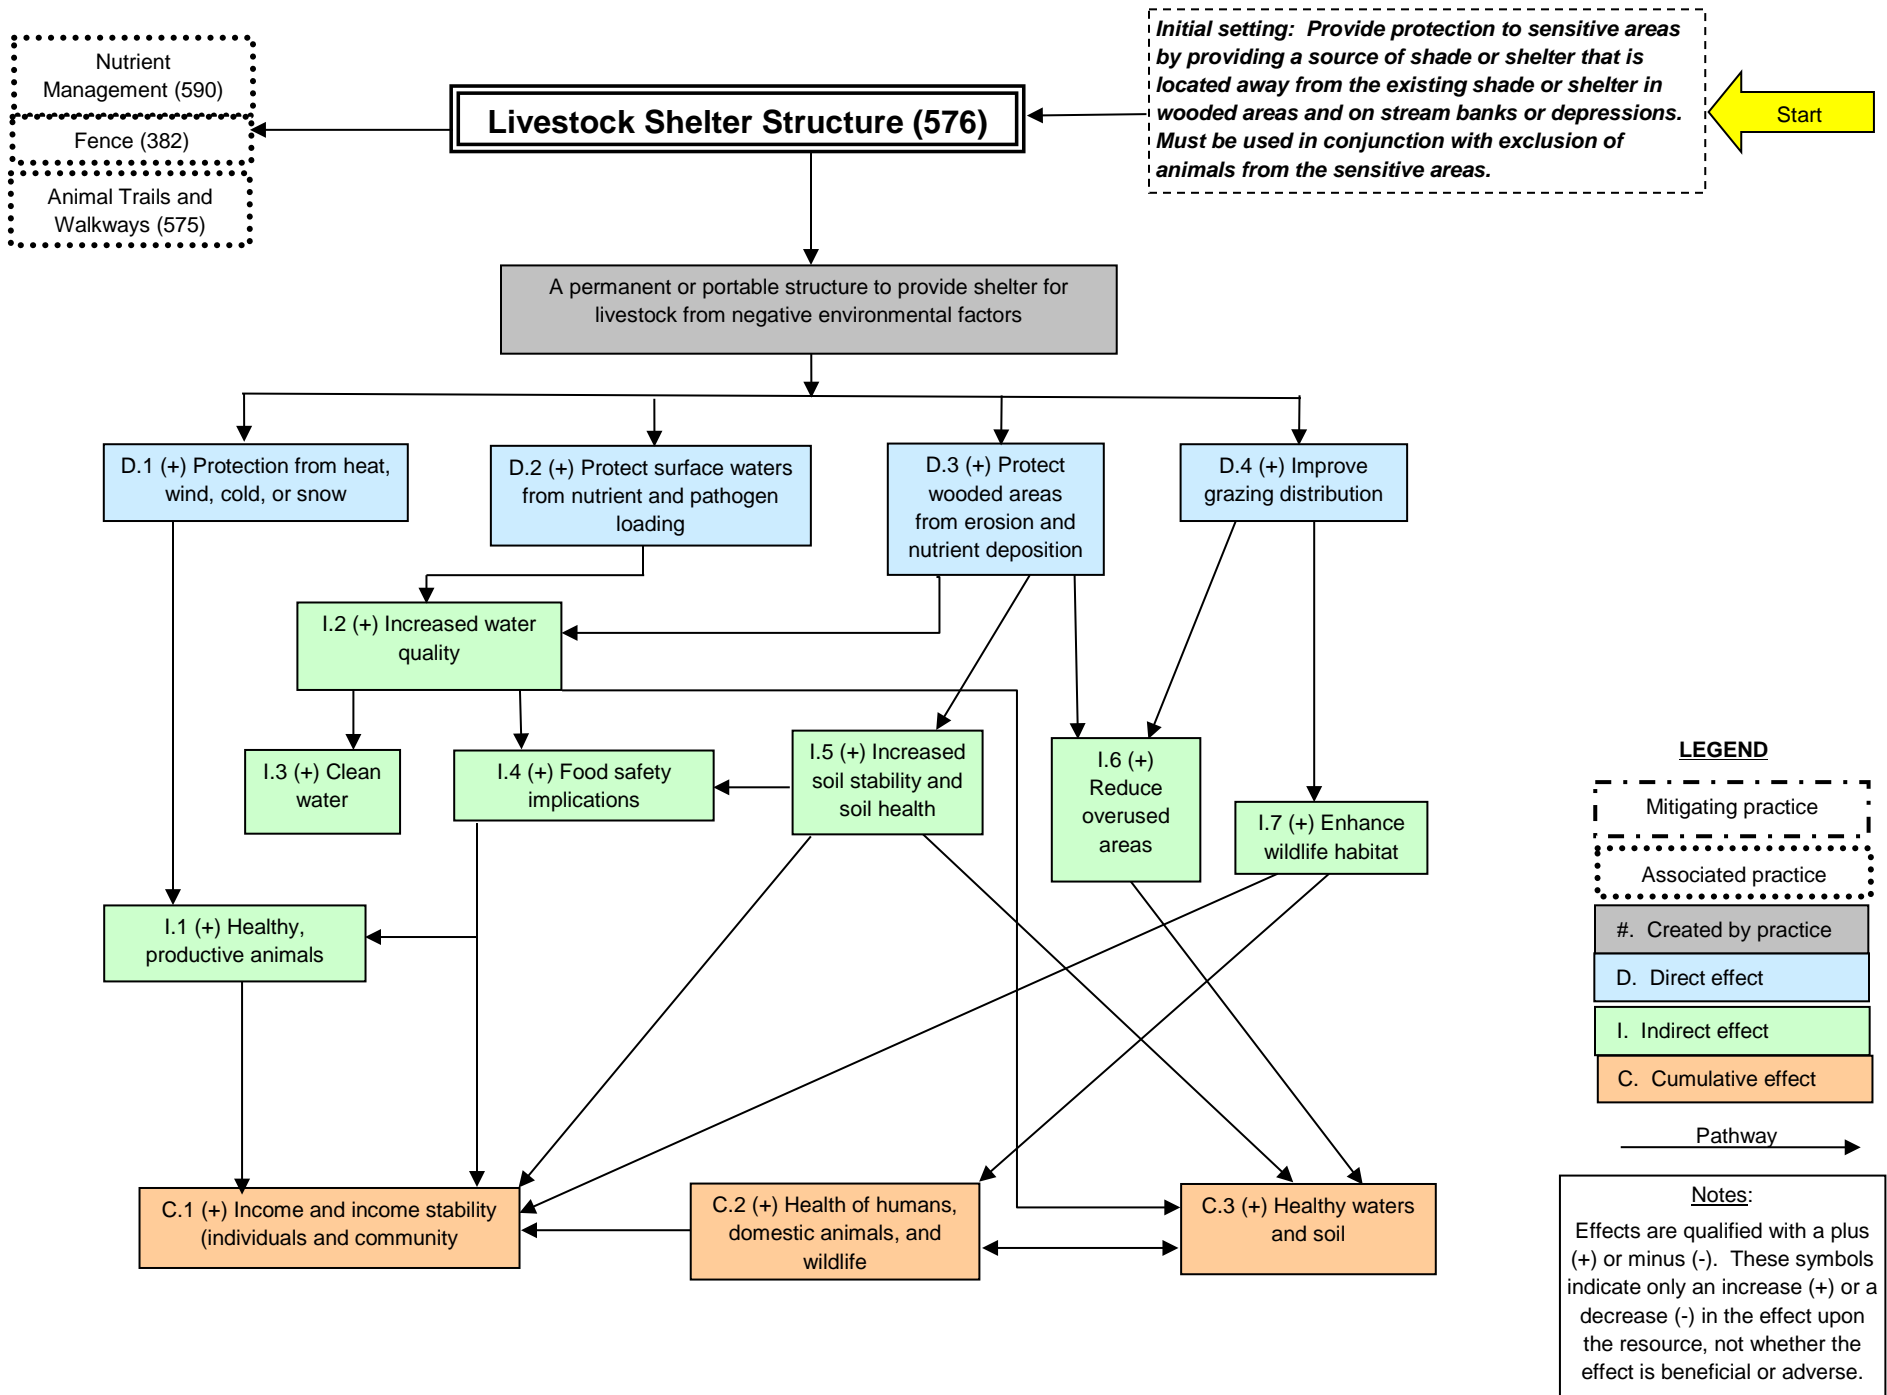 Nutrient
Management (590)
Fence (382)
Animal Trails and
Walkways (575)
Livestock Shelter Structure (576)
Initial setting:  Provide protection to sensitive areas
by providing a source of shade or shelter that is
located away from the existing shade or shelter in
wooded areas and on stream banks or depressions.
Must be used in conjunction with exclusion of
animals from the sensitive areas.
Start
A permanent or portable structure to provide shelter for
livestock from negative environmental factors
D.1 (+) Protection from heat,
wind, cold, or snow
D.2 (+) Protect surface waters
from nutrient and pathogen
loading
D.3 (+) Protect
wooded areas
from erosion and
nutrient deposition
D.4 (+) Improve
grazing distribution
I.2 (+) Increased water
quality
I.3 (+) Clean
water
I.4 (+) Food safety
implications
I.5 (+) Increased
soil stability and
soil health
I.6 (+)
Reduce
overused
areas
I.7 (+) Enhance
wildlife habitat
I.1 (+) Healthy,
productive animals
C.1 (+) Income and income stability
(individuals and community
C.2 (+) Health of humans,
domestic animals, and
wildlife
C.3 (+) Healthy waters
and soil
LEGEND
Mitigating practice
Associated practice
#.  Created by practice
D.  Direct effect
I.  Indirect effect
C.  Cumulative effect
Pathway
Notes:
Effects are qualified with a plus
(+) or minus (-).  These symbols
indicate only an increase (+) or a
decrease (-) in the effect upon
the resource, not whether the
effect is beneficial or adverse.